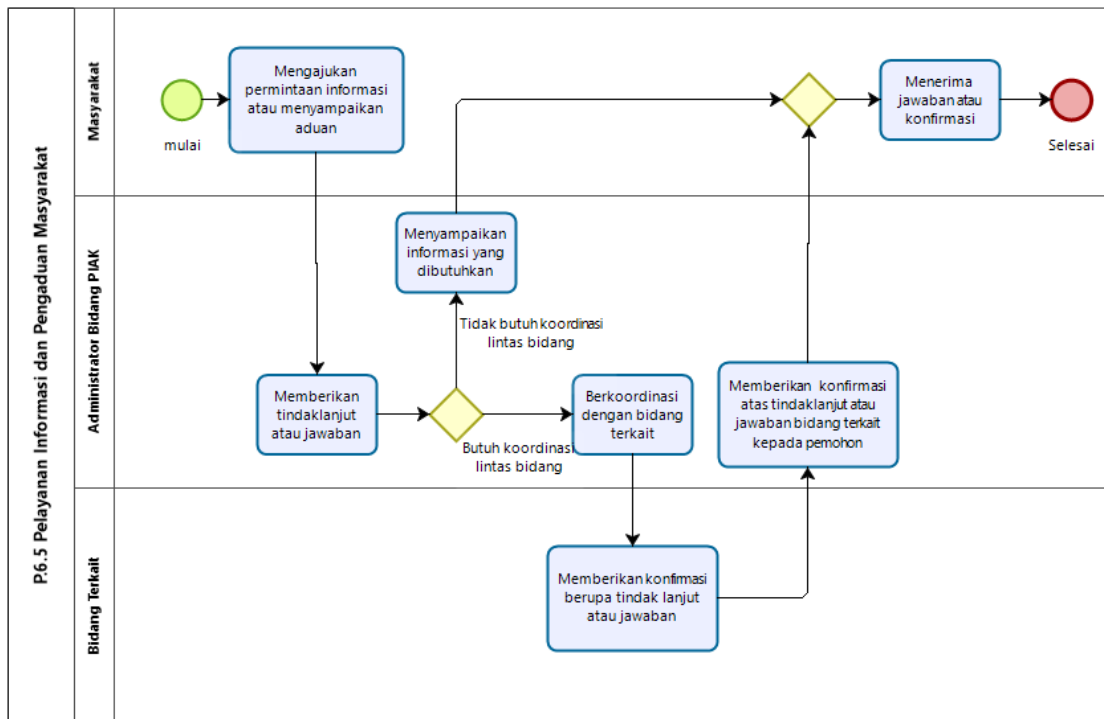 P.6.5 Pelayanan Informasi dan Pengaduan Masyarakat
Masyarakat
mulai
Mengajukan
permintaan informasi
atau menyampaikan
aduan
Menerima
jawaban atau
konfirmasi
Selesai
Administrator Bidang PIAK
Menyampaikan
informasi yang
dibutuhkan
Tidak butuh koordinasi
lintas bidang
Memberikan
tindaklanjut
atau jawaban
Butuh koordinasi
lintas bidang
Berkoordinasi
dengan bidang
terkait
Memberikan konfirmasi
atas tindaklanjut atau
jawaban bidang terkait
kepada pemohon
Bidang Terkait
Memberikan konfirmasi
berupa tindak lanjut
atau jawaban